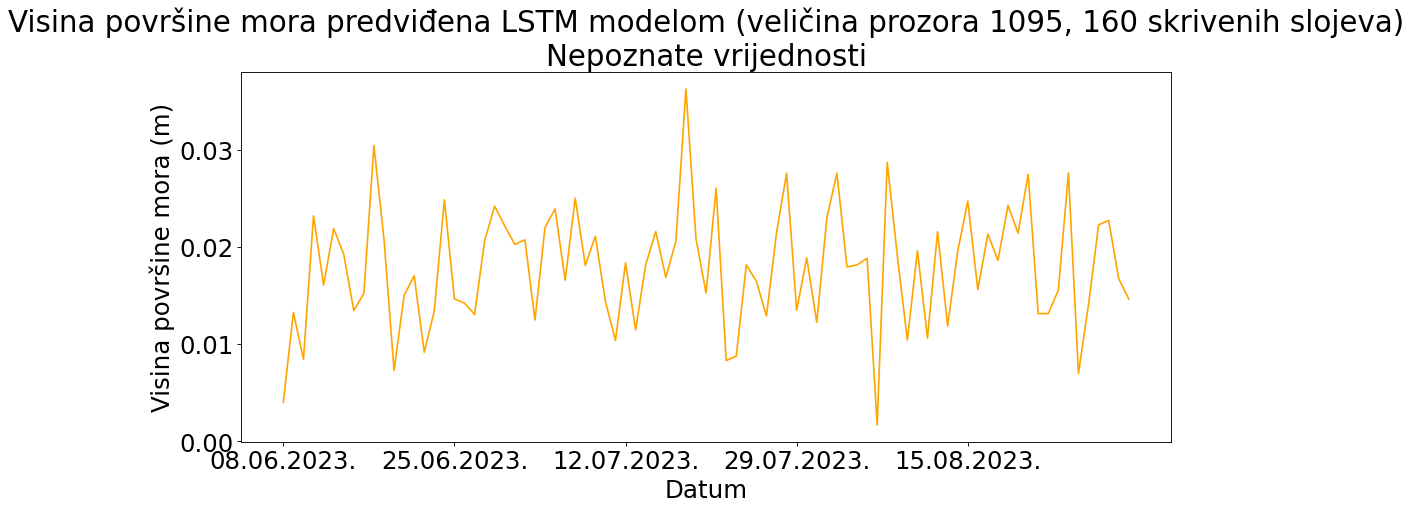 Visina površine mora predviđena LSTM modelom (veličina prozora 1095, 160 skrivenih slojeva)
Nepoznate vrijednosti
Visina površine mora (m)
0.03
0.02
0.01
0.00
08.06.2023. 25.06.2023. 12.07.2023. 29.07.2023. 15.08.2023.
Datum